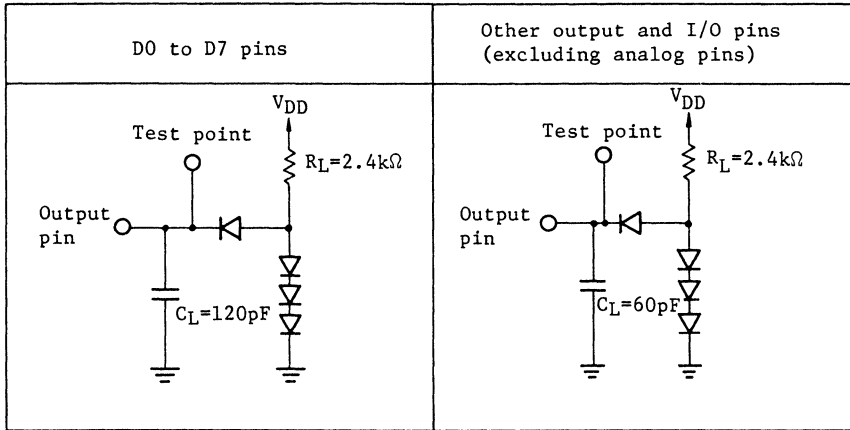 D0 to D7 pins
Other output and I/O pins
(excluding analog pins)
VDD
Test point
RL=2.4kΩ
Output
pin
CL=120pF
VDD
Test point
RL=2.4kΩ
Output
pin
CL=60pF